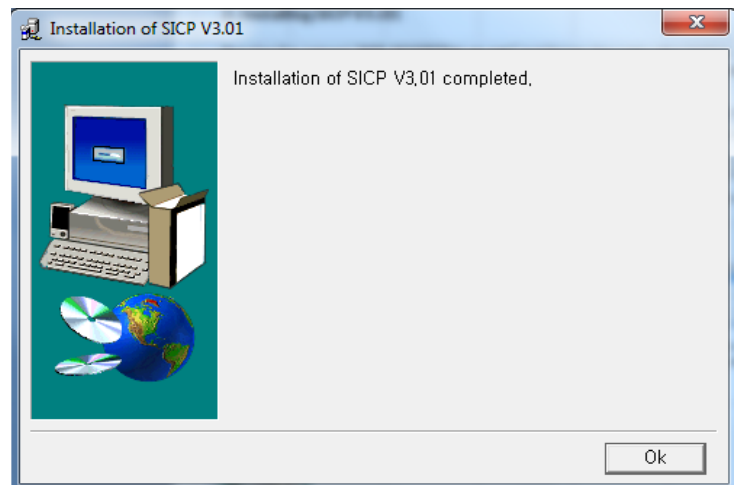 Installation of SICP V3.01
Installation of SICP V3.01 completed.
Ok